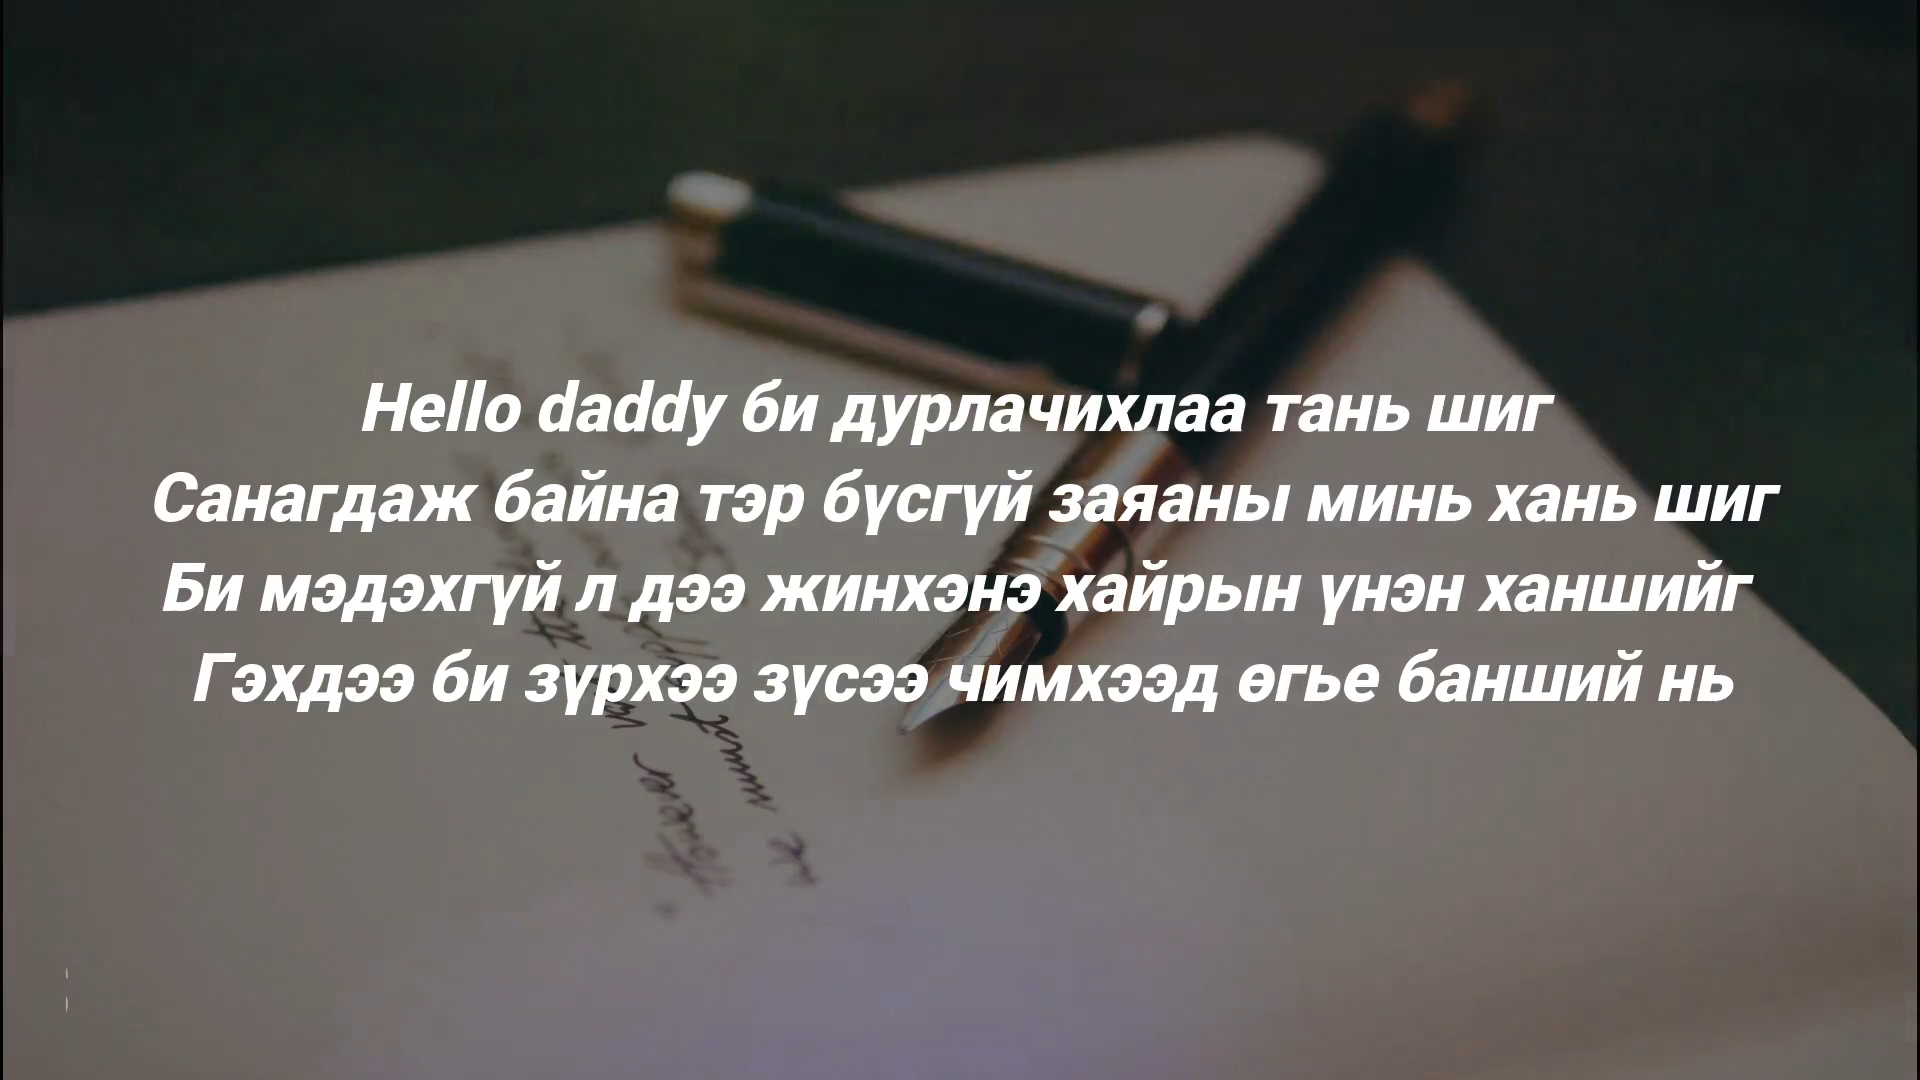 Hello daddy би дурлачихлаа тань шиг
Санагдаж байна тэр бүсгүй заяаны минь хань шиг
Би мэдэхгүй л дээ жинхэнэ хайрын үнэн ханшийг
Гэхдээ би зүрхээ зүсээ чимхээд өгье банший нь